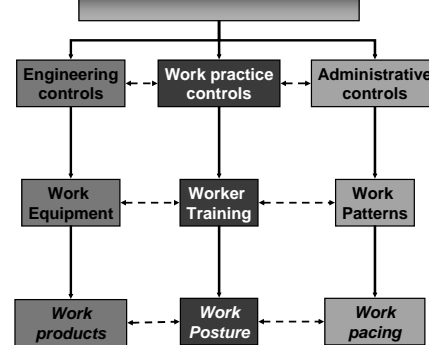 Engineering
controls
Work practice
controls
Administrative
controls
Work
Equipment
Worker
Training
Work
Patterns
Work
products
Work
Posture
Work
pacing